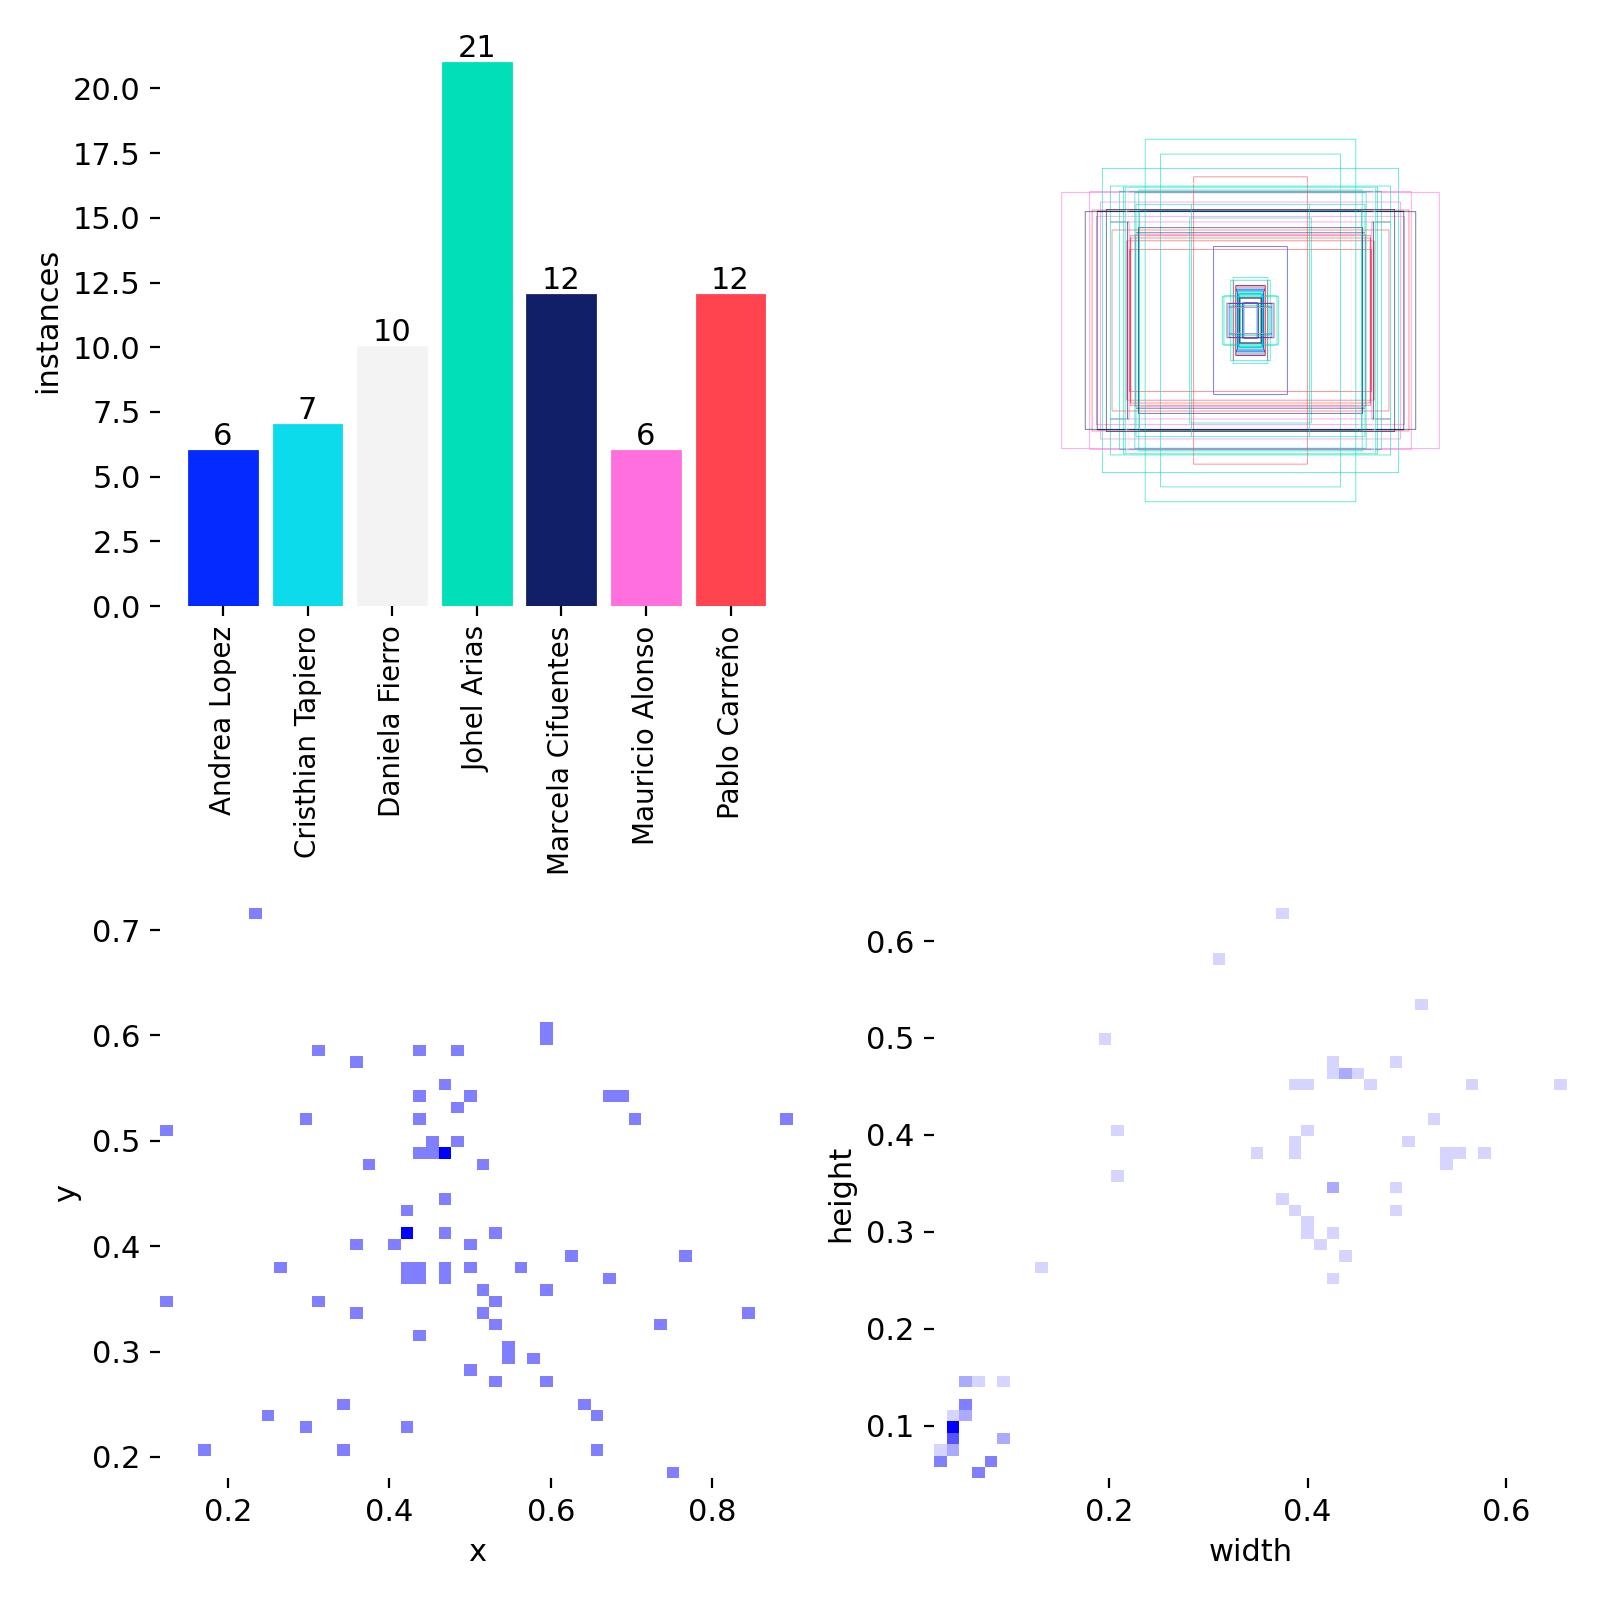 21
20.0
17.5
15.0
12.5
12
12
10
10.0
7.5
7
6
6
5.0
2.5
0.0
instances
Andrea Lopez
Cristhian Tapiero
Daniela Fierro
Johel Arias
Marcela Cifuentes
Mauricio Alonso
Pablo Carreño
0.7
0.6
0.5
0.4
0.3
0.2
y
0.2 0.4 0.6 0.8
x
0.6
0.5
0.4
0.3
0.2
0.1
height
0.2 0.4 0.6
width